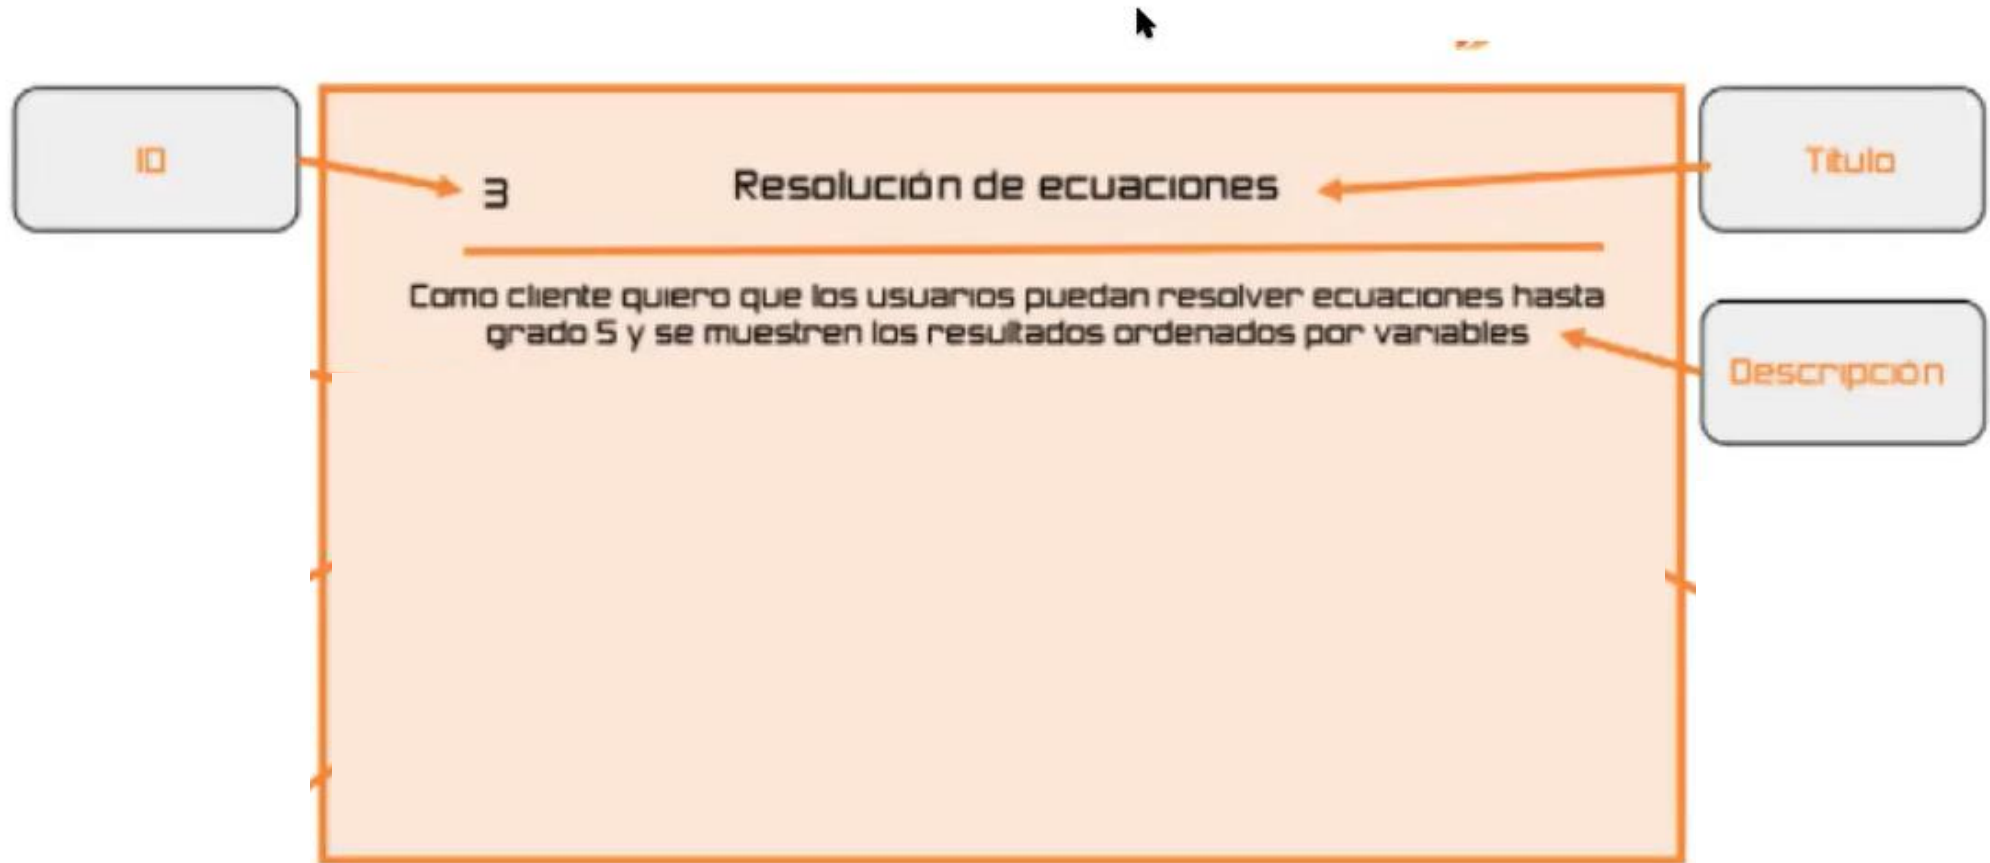 ID
3
Resolución de ecuaciones
Título
Como cliente quiero que los usuarios puedan resolver ecuaciones hasta
grado 5 y se muestren los resultados ordenados por variables
Descripción